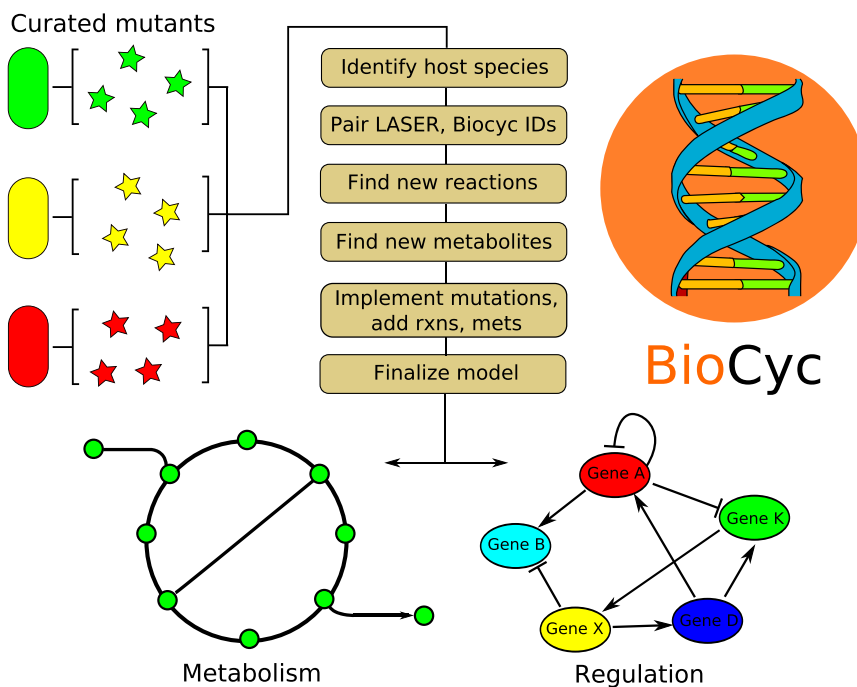 Curated mutants
Identify host species
Pair LASER, Biocyc IDs
Find new reactions
Find new metabolites
Implement mutations,
add rxns, mets
Finalize model
BioCyc
Gene A
Gene K
Gene B
Gene X
Gene D
Metabolism
Regulation